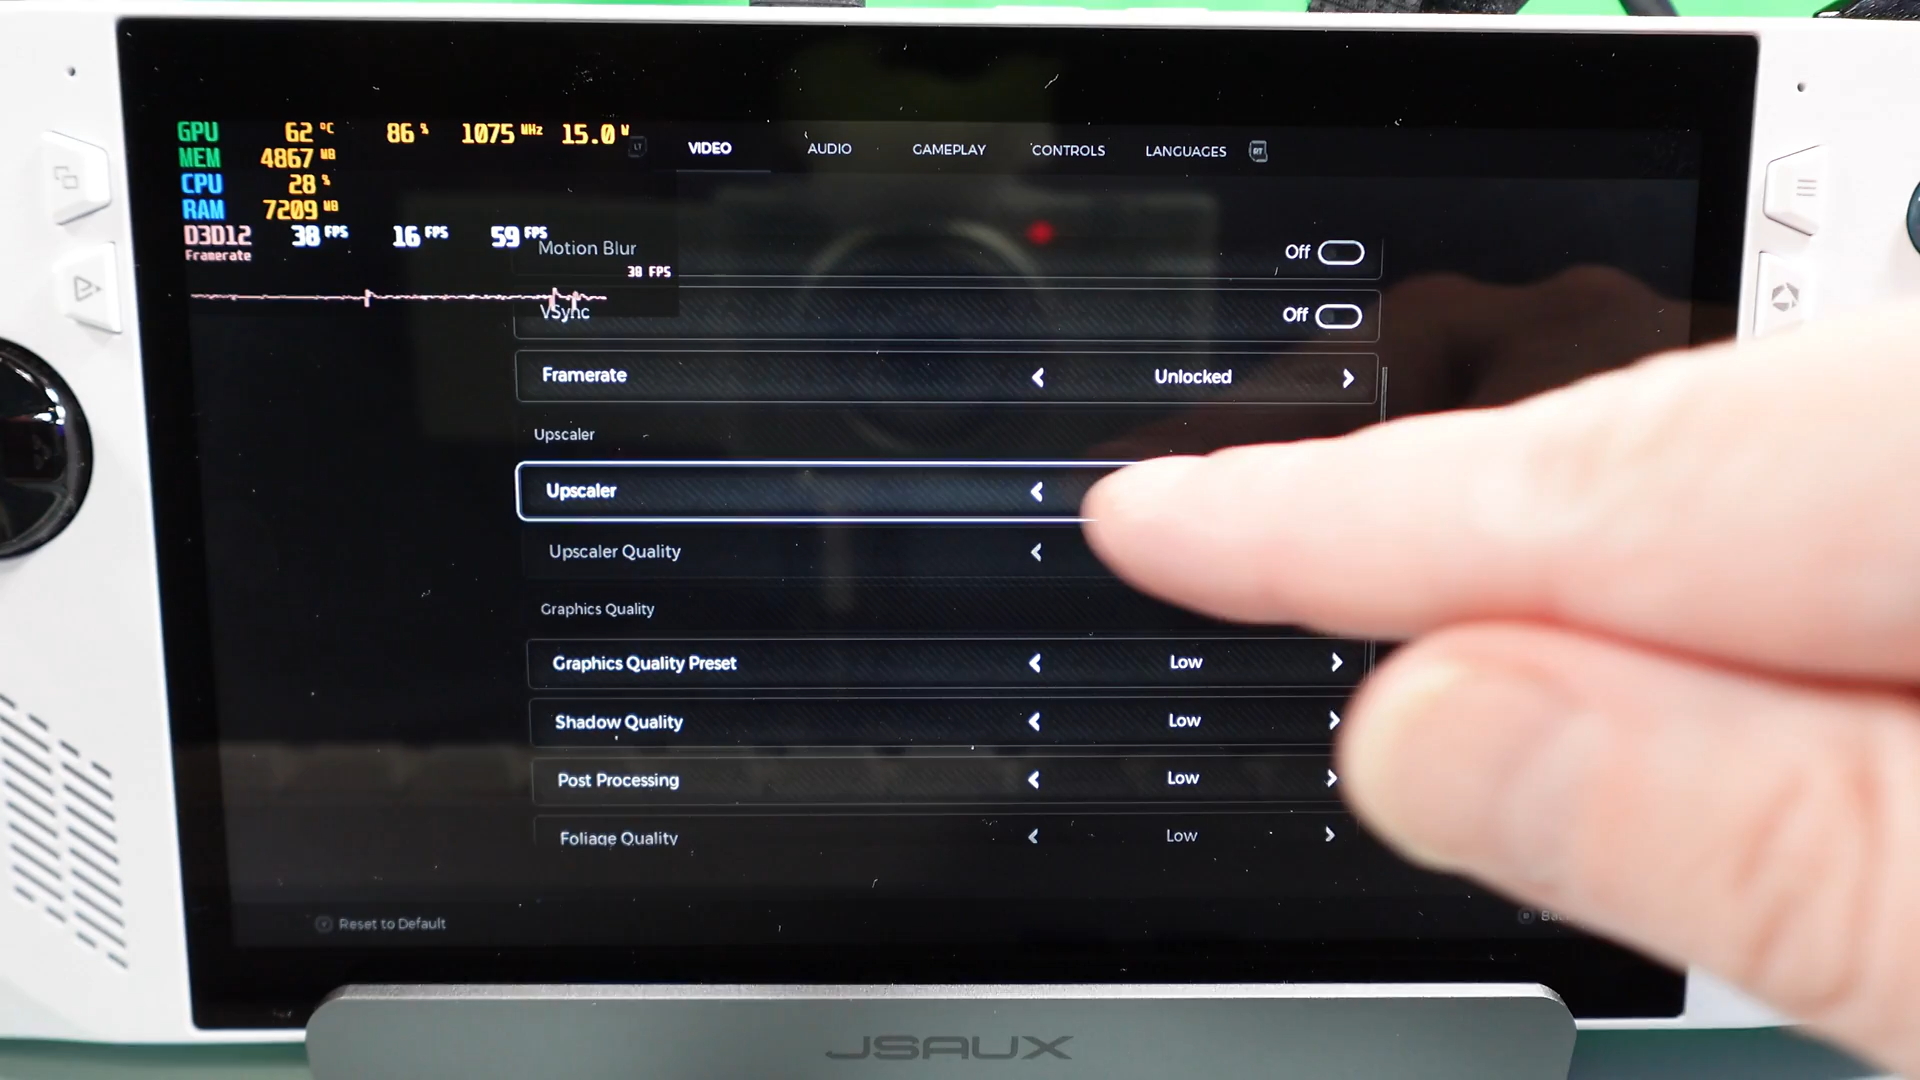 GPU 62 °C 86 % 1075 MHz 15.0 W
MEM 4867 MB
CPU 28 %
RAM 7209 MB
D3D12 38 FPS 16 FPS 59 FPS
Framerate
38 FPS
LT VIDEO AUDIO GAMEPLAY CONTROLS LANGUAGES RT
Motion Blur Off
VSync Off
Framerate Unlocked
Upscaler
Upscaler
Upscaler Quality
Graphics Quality
Graphics Quality Preset Low
Shadow Quality Low
Post Processing Low
Foliage Quality Low
Reset to Default
JSAUX